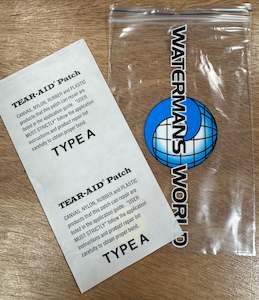 TEAR-AID® Patch
CANVAS, NYLON, RUBBER and PLASTIC
products that this patch can repair are
listed in the application guide. "USER
MUST STRICTLY" follow the application
instructions and product repair list
carefully to obtain proper bond.
TYPE A
TEAR-AID® Patch
CANVAS, NYLON, RUBBER and PLASTIC
products that this patch can repair are
listed in the application guide. "USER
MUST STRICTLY" follow the application
instructions and product repair list
carefully to obtain proper bond.
TYPE A
WATERMANS WORLD